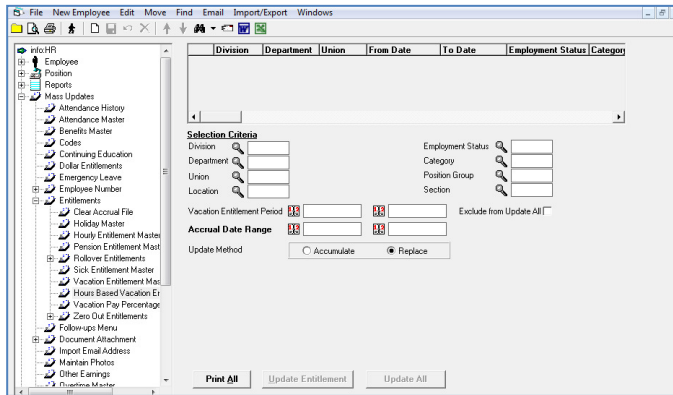 File New Employee Edit Move Find Email Import/Export Windows
info:HR
Employee
Position
Reports
Mass Updates
Attendance History
Attendance Master
Benefits Master
Codes
Continuing Education
Dollar Entitlements
Emergency Leave
Employee Number
Entitlements
Clear Accrual File
Holiday Master
Hourly Entitlement Master
Pension Entitlement Mast
Rollover Entitlements
Sick Entitlement Master
Vacation Entitlement Mas
Hours Based Vacation En
Vacation Pay Percentage
Zero Out Entitlements
Follow-ups Menu
Document Attachment
Import Email Address
Maintain Photos
Other Earnings
Overtime Master
Division Department Union From Date To Date Employment Status Category
Selection Criteria
Division Employment Status
Department Category
Union Position Group
Location Section
Vacation Entitlement Period Exclude from Update All
Accrual Date Range
Update Method Accumulate Replace
Print All Update Entitlement Update All